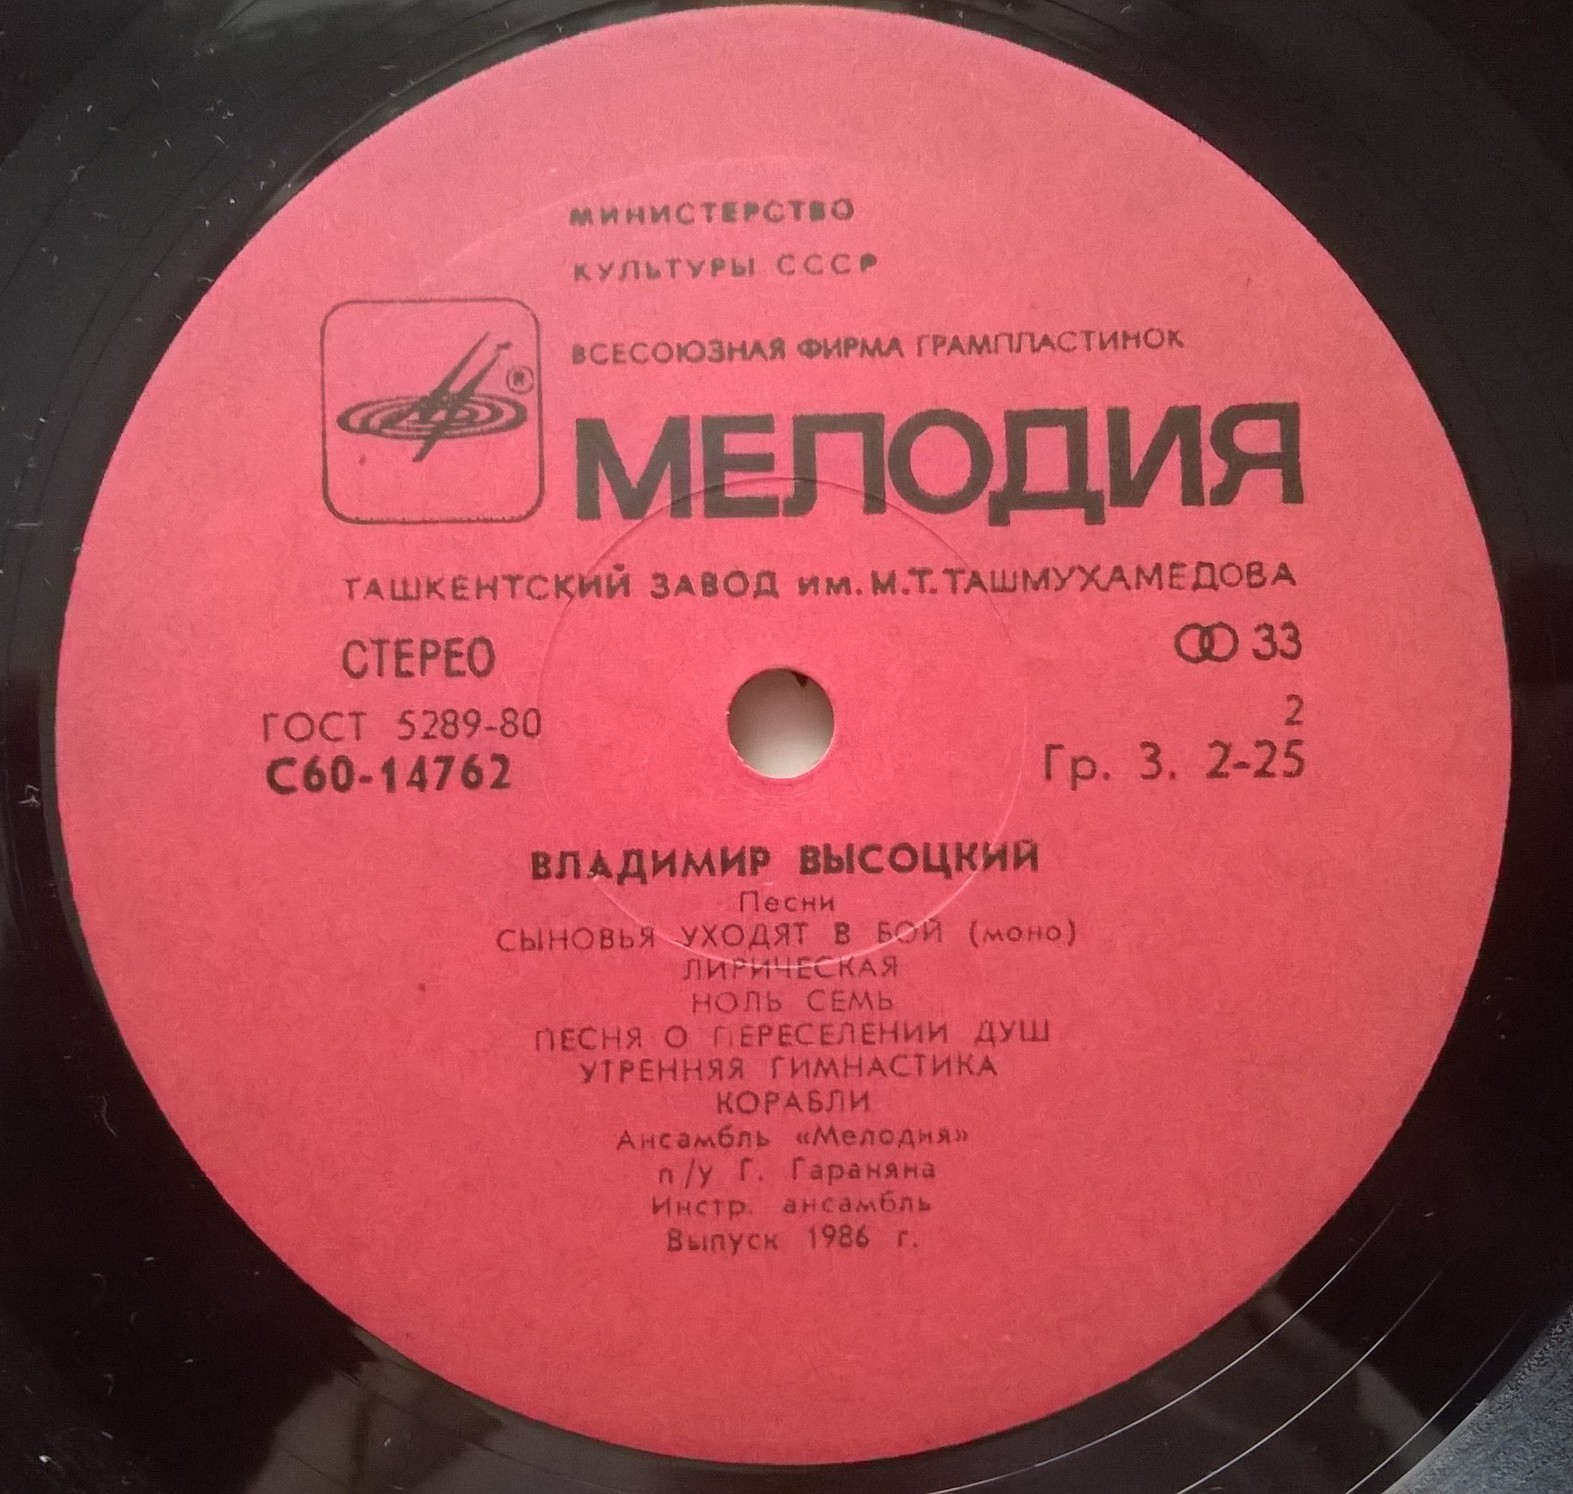 МИНИСТЕРСТВО
КУЛЬТУРЫ СССР
ВСЕСОЮЗНАЯ ФИРМА ГРАМПЛАСТИНОК
®
МЕЛОДИЯ
ТАШКЕНТСКИЙ ЗАВОД им. М.Т. ТАШМУХАМЕДОВА
СТЕРЕО
33
ГОСТ 5289-80
2
С60-14762
Гр. 3. 2-25
ВЛАДИМИР ВЫСОЦКИЙ
Песни
СЫНОВЬЯ УХОДЯТ В БОЙ (моно)
ЛИРИЧЕСКАЯ
НОЛЬ СЕМЬ
ПЕСНЯ О ПЕРЕСЕЛЕНИИ ДУШ
УТРЕННЯЯ ГИМНАСТИКА
КОРАБЛИ
Ансамбль «Мелодия»
п/у Г. Гараняна
Инстр. ансамбль
Выпуск 1986 г.